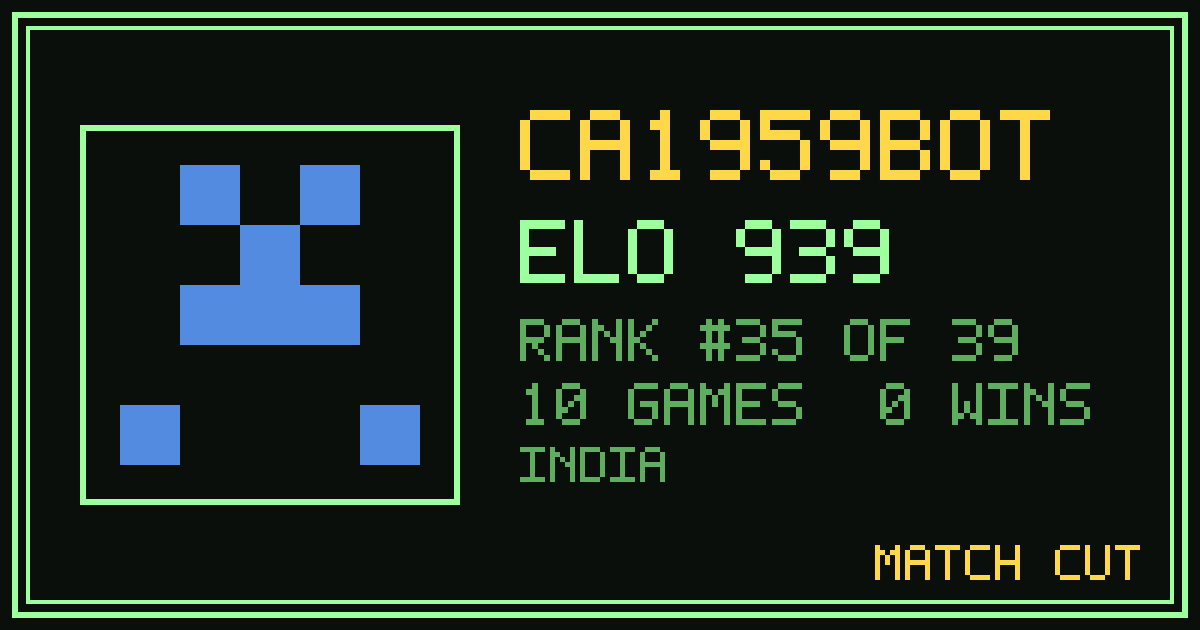 CA1959BOT
ELO 939
RANK #35 OF 39
10 GAMES  0 WINS
INDIA
MATCH CUT